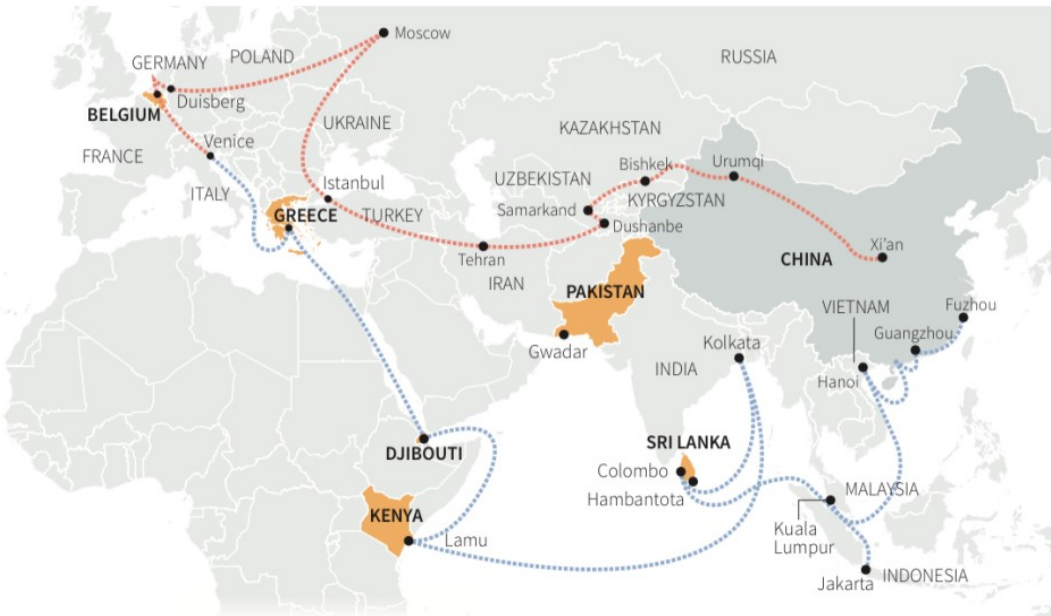 Moscow
RUSSIA
GERMANY
POLAND
Duisberg
BELGIUM
UKRAINE
KAZAKHSTAN
Venice
FRANCE
Bishkek
Urumqi
ITALY
Istanbul
UZBEKISTAN
KYRGYZSTAN
Samarkand
GREECE
TURKEY
Dushanbe
Xi'an
Tehran
CHINA
IRAN
PAKISTAN
VIETNAM
Fuzhou
Guangzhou
Gwadar
Kolkata
INDIA
Hanoi
SRI LANKA
DJIBOUTI
Colombo
Hambantota
MALAYSIA
KENYA
Lamu
Kuala
Lumpur
Jakarta
INDONESIA